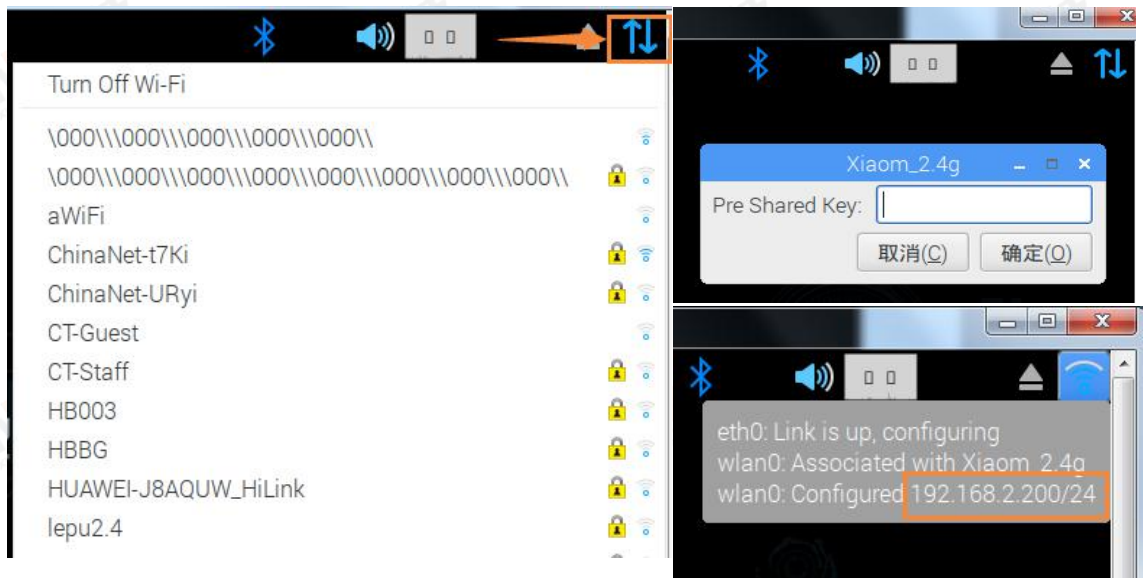 Turn Off Wi-Fi
\000\\\000\\\000\\\000\\\000\\
\000\\\000\\\000\\\000\\\000\\\000\\\000\\\000\\
aWiFi
ChinaNet-t7Ki
ChinaNet-URyi
CT-Guest
CT-Staff
HB003
HBBG
HUAWEI-J8AQUW_HiLink
lepu2.4
Xiaom_2.4g
Pre Shared Key:
取消(C) 确定(O)
eth0: Link is up, configuring
wlan0: Associated with Xiaom_2.4g
wlan0: Configured 192.168.2.200/24